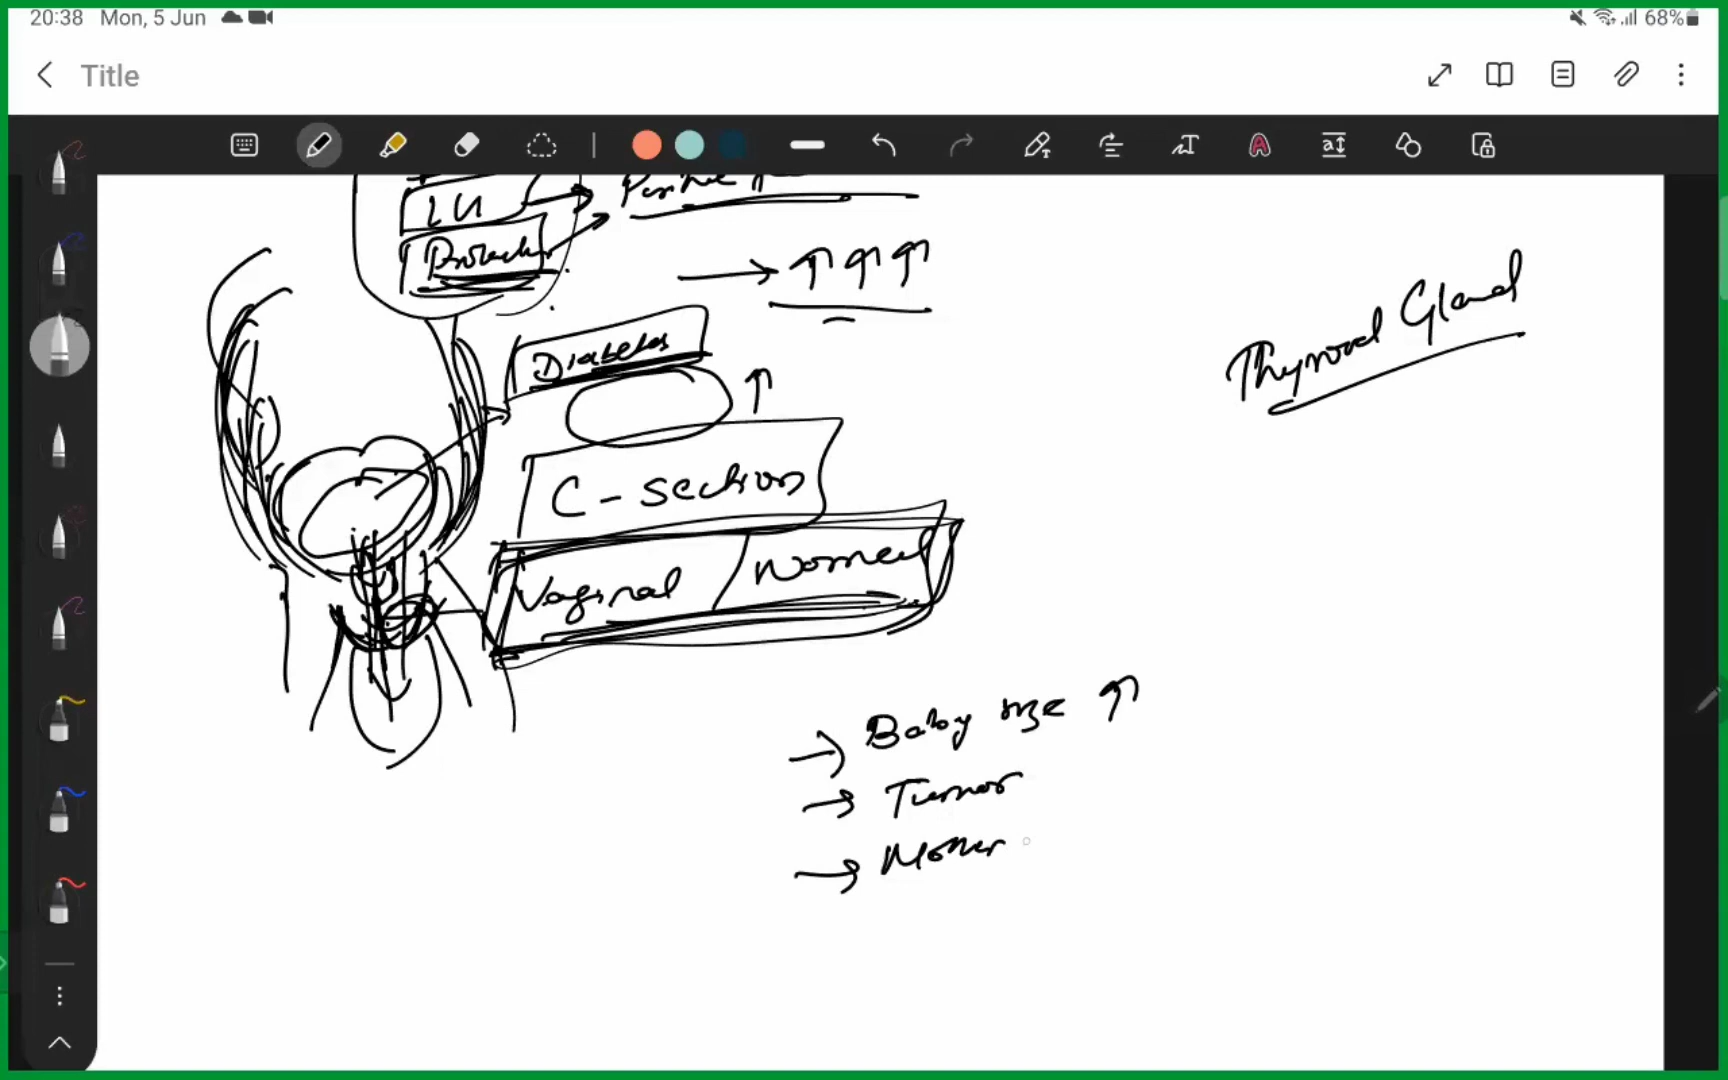 20:38 Mon, 5 Jun
68%
Title
LH
Positive
Prolactin
↑ ↑ ↑
Thyroid Gland
Diabetes
↑
C - section
Vaginal / Normal
→ Baby size ↑
→ Tumor
→ Mother